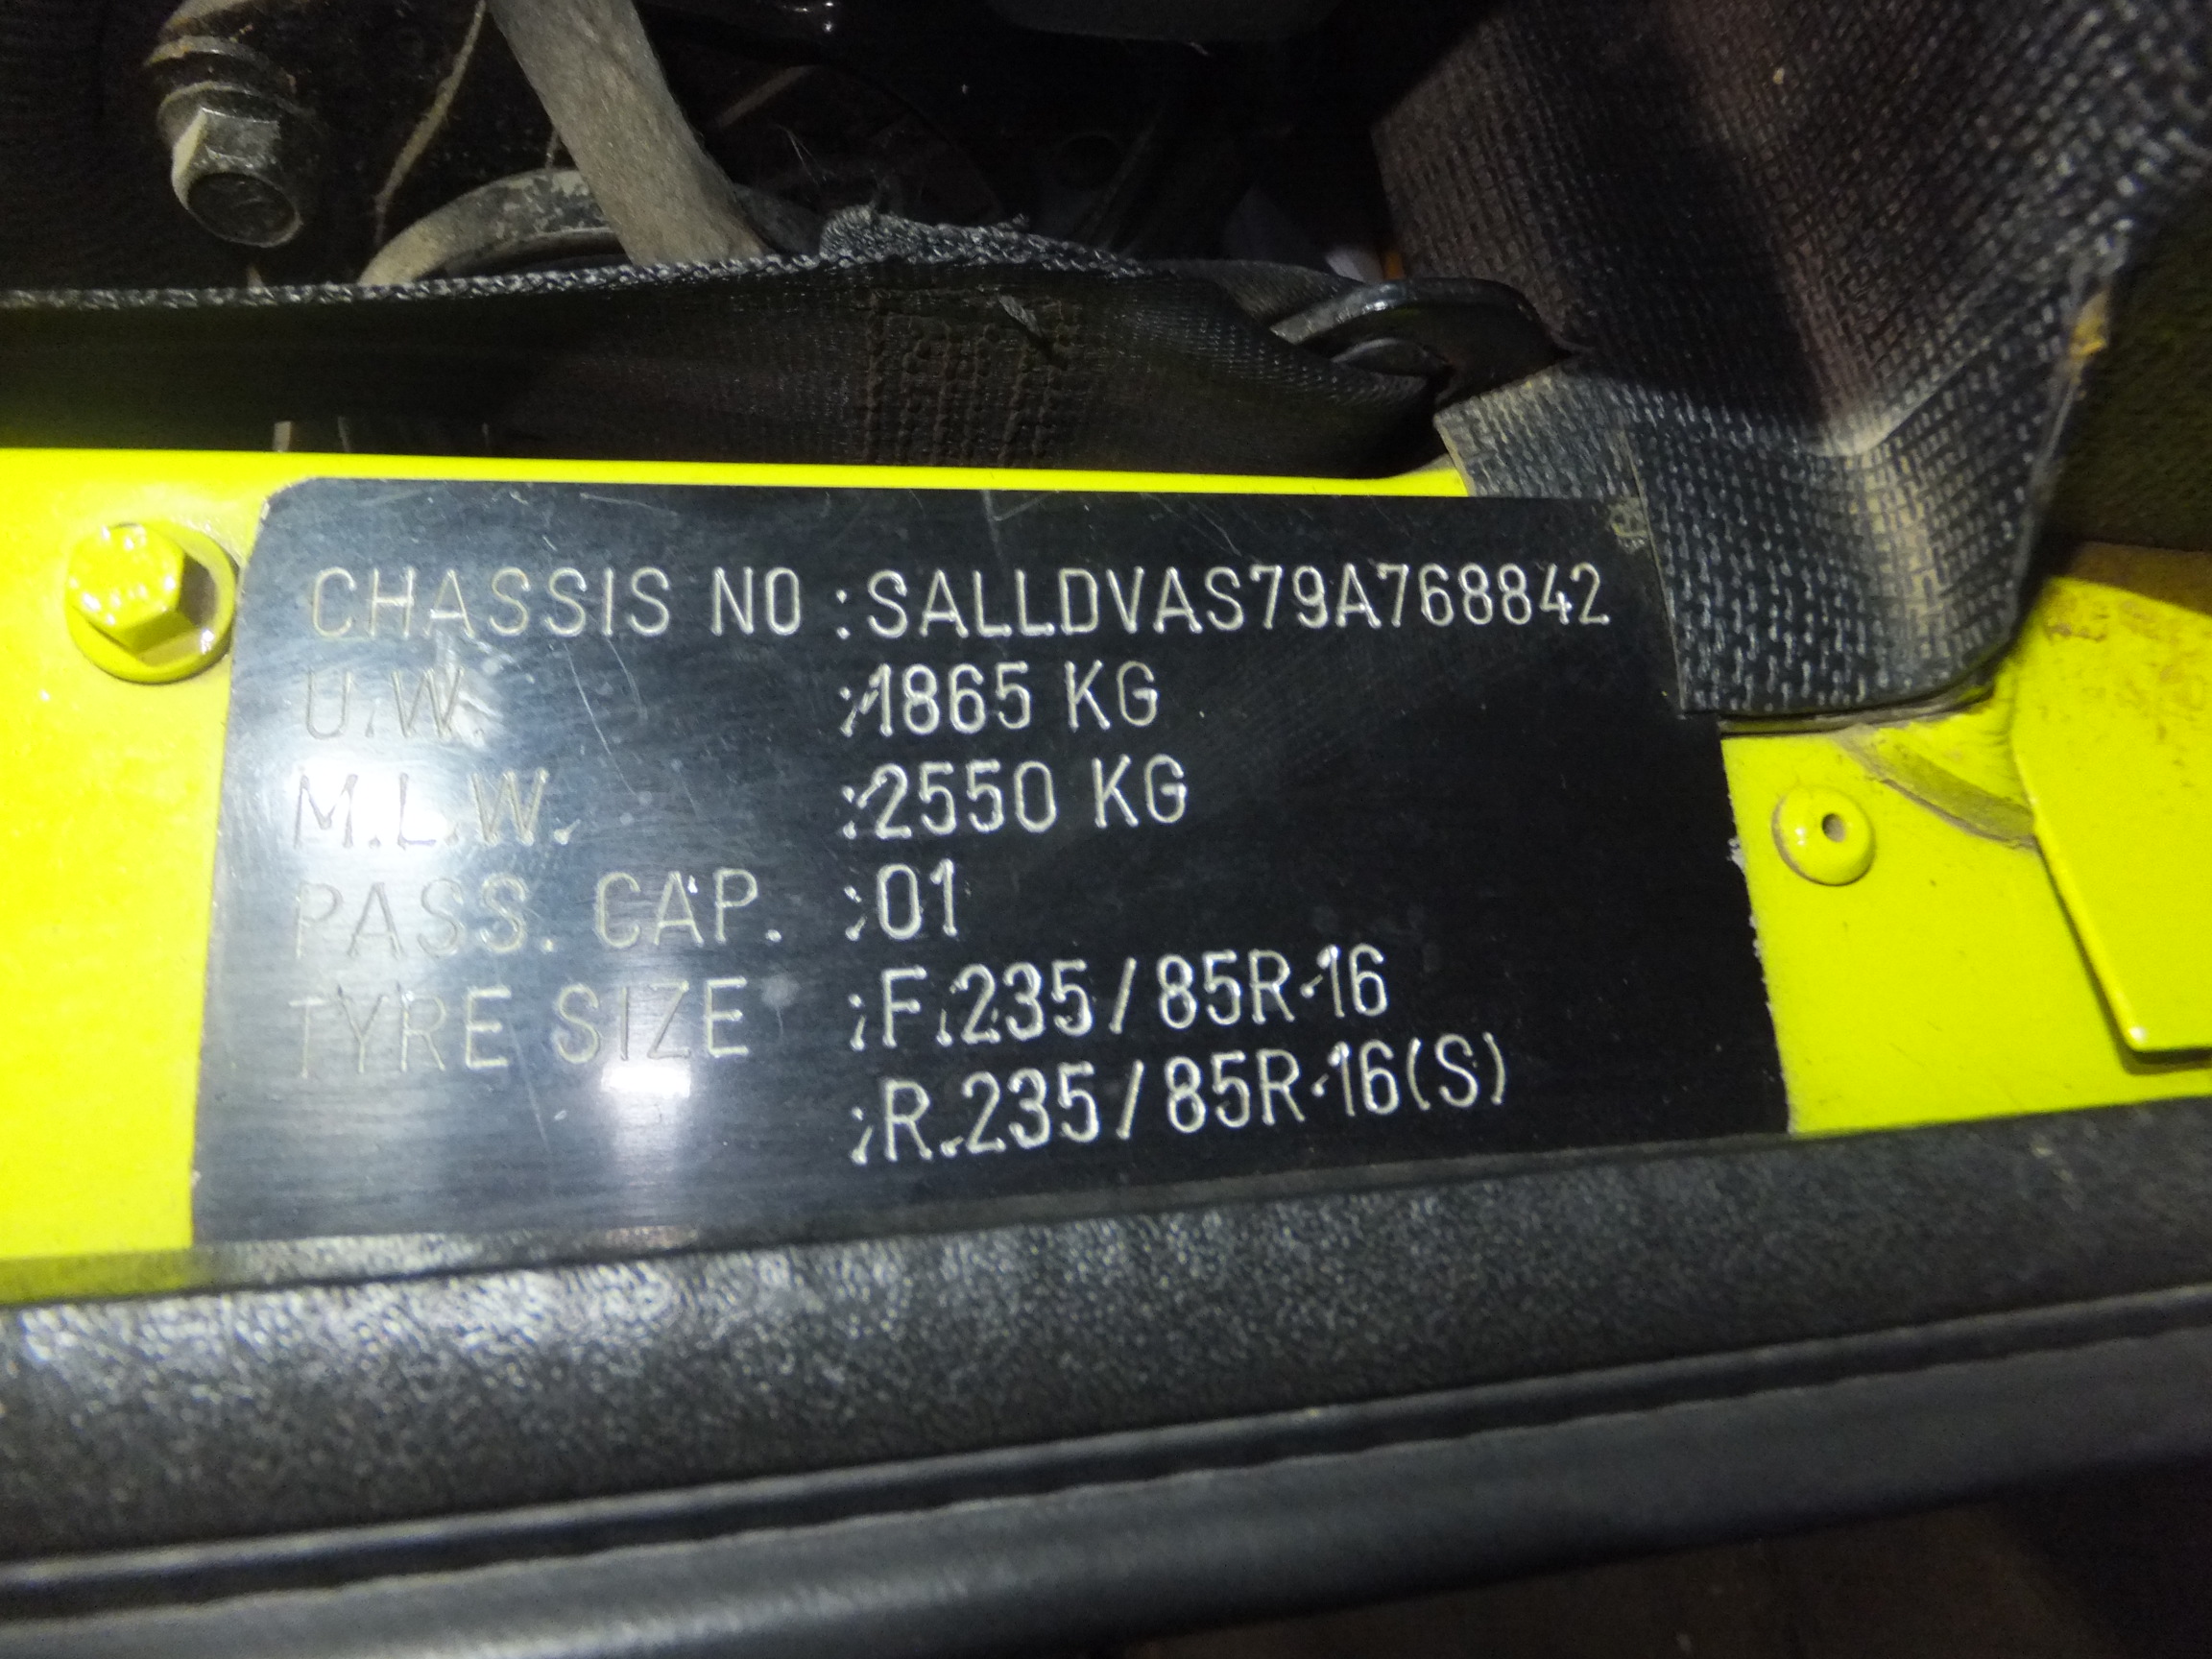 CHASSIS NO :SALLDVAS79A768842
U.W. :1865 KG
M.L.W. :2550 KG
PASS. CAP. :01
TYRE SIZE :F.235/85R-16
:R.235/85R-16(S)